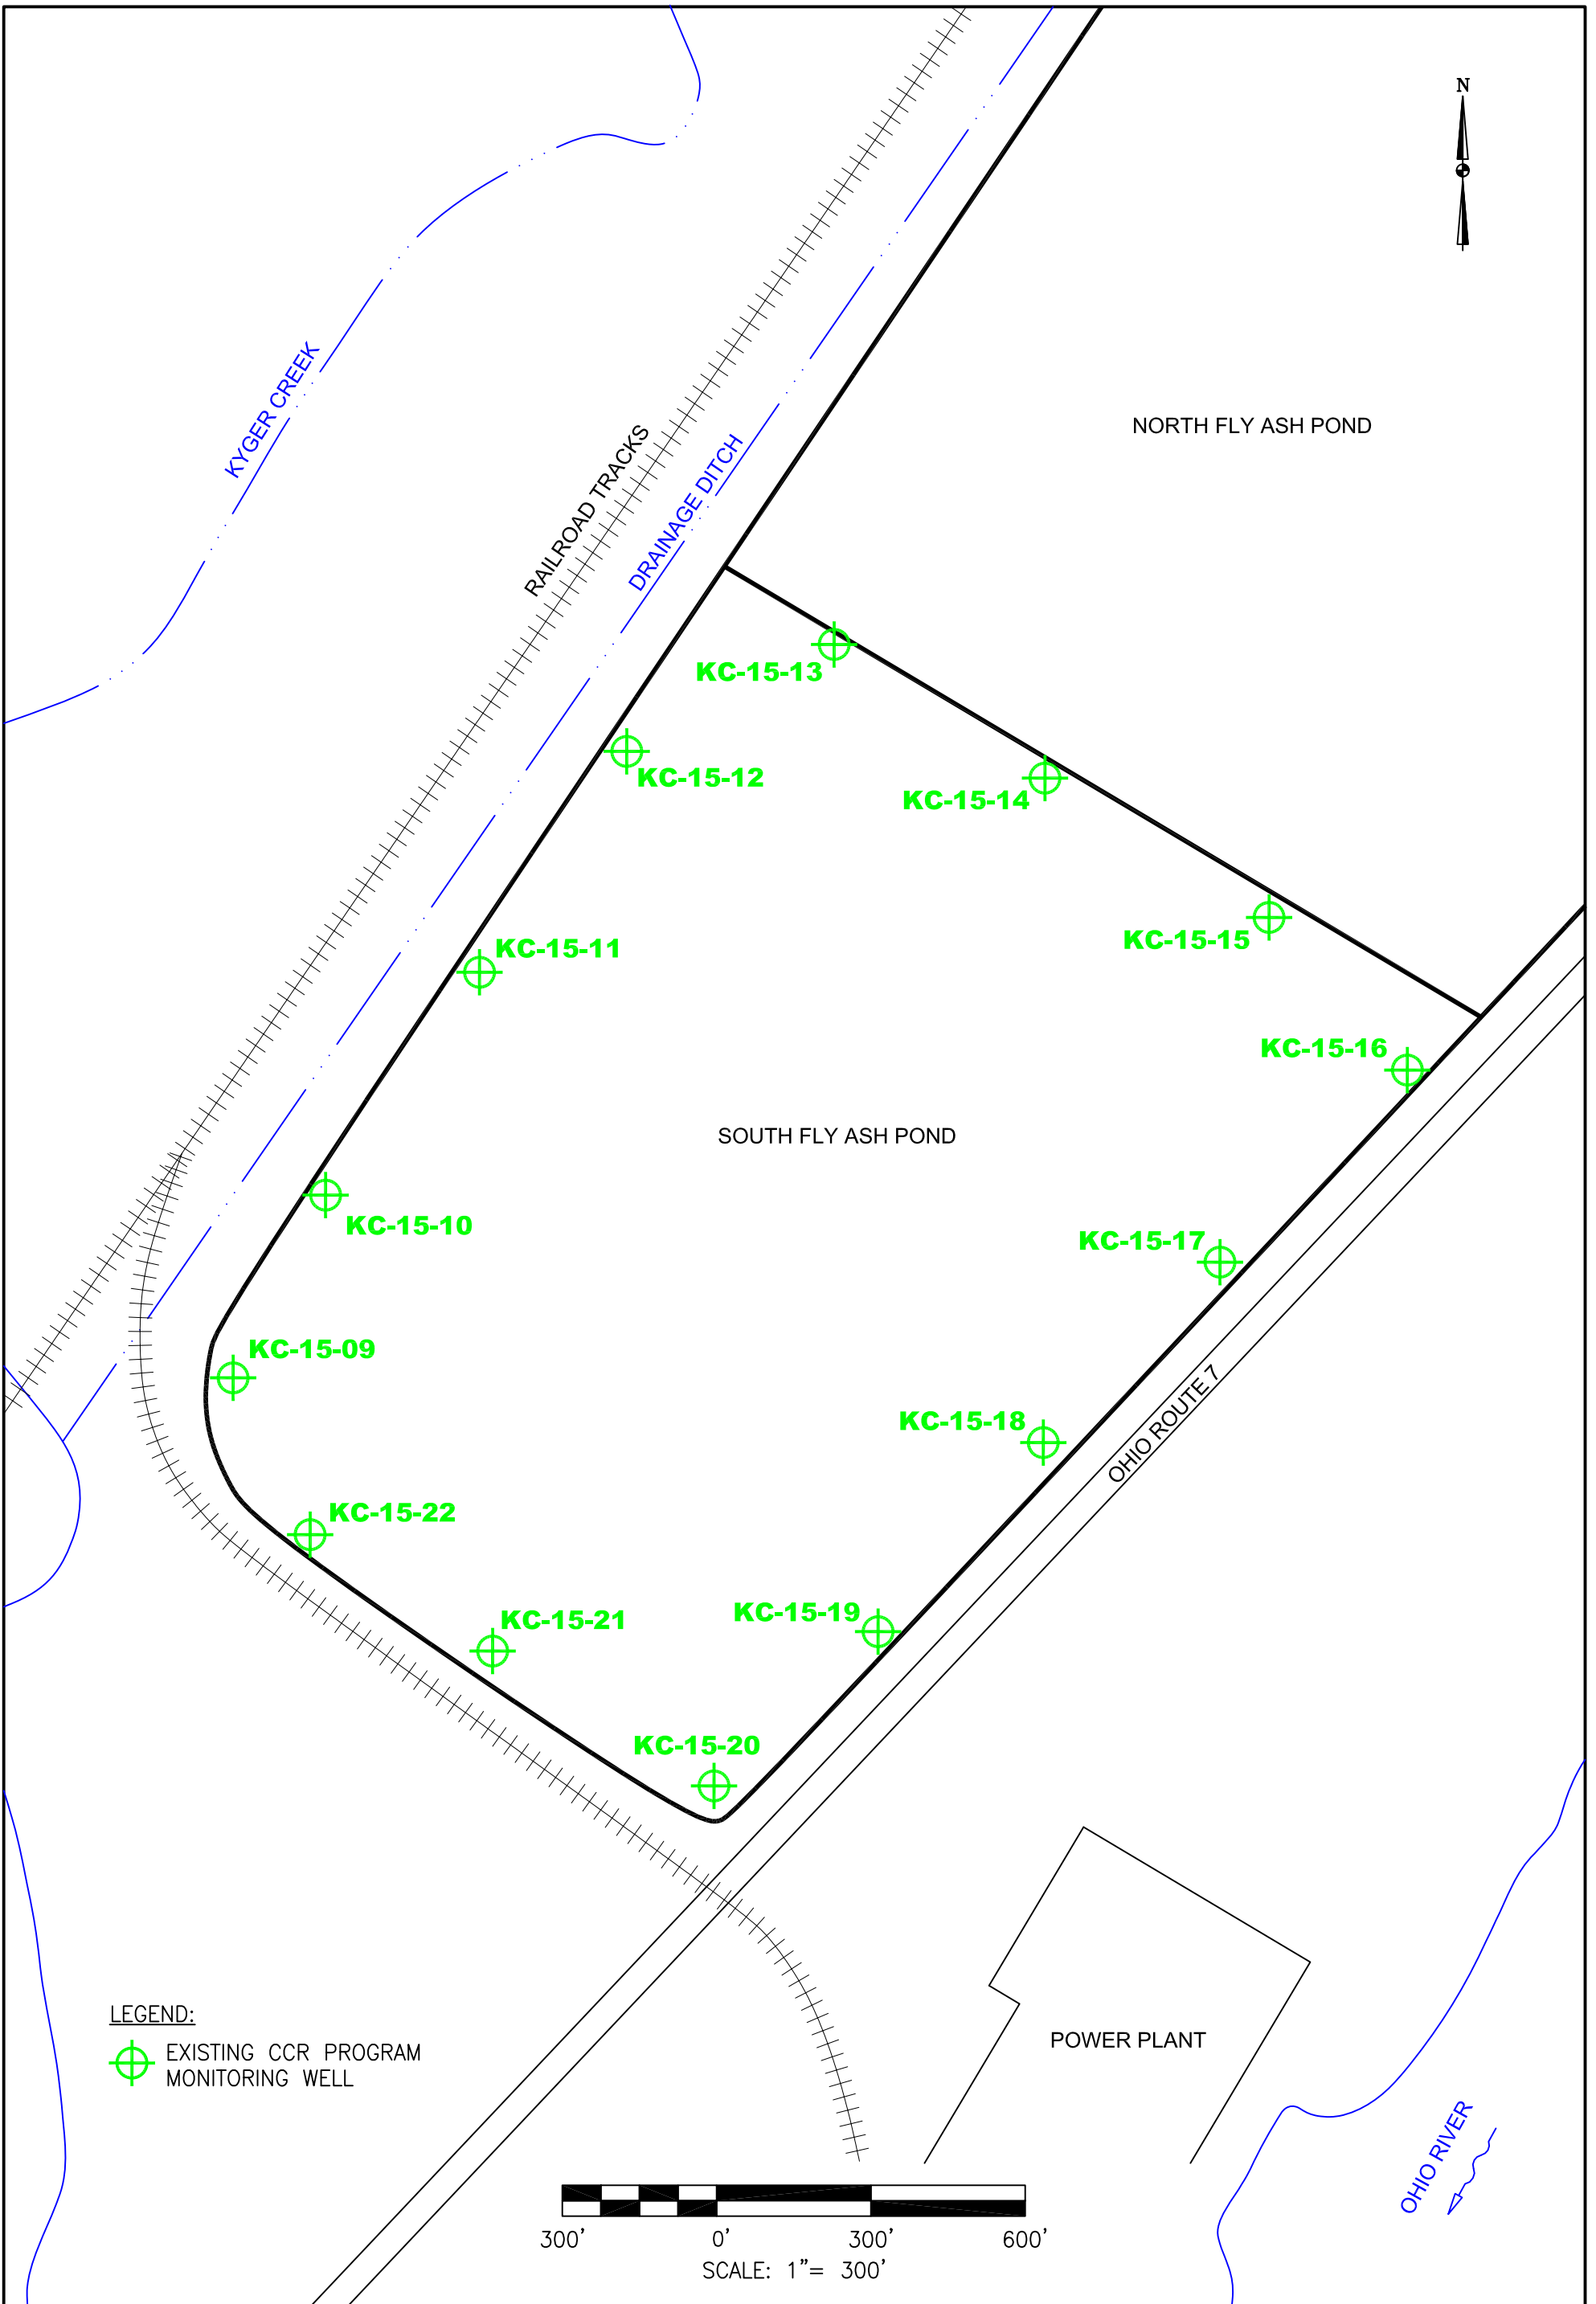 N
KYGER CREEK
RAILROAD TRACKS
DRAINAGE DITCH
NORTH FLY ASH POND
KC-15-13
KC-15-12
KC-15-14
KC-15-15
KC-15-11
KC-15-16
SOUTH FLY ASH POND
KC-15-10
KC-15-17
KC-15-09
KC-15-18
OHIO ROUTE 7
KC-15-22
KC-15-21
KC-15-19
KC-15-20
LEGEND:
EXISTING CCR PROGRAM
MONITORING WELL
POWER PLANT
OHIO RIVER
300' 0' 300' 600'
SCALE: 1"= 300'